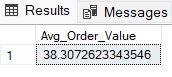 Results Messages
Avg_Order_Value
1 38.3072623343546